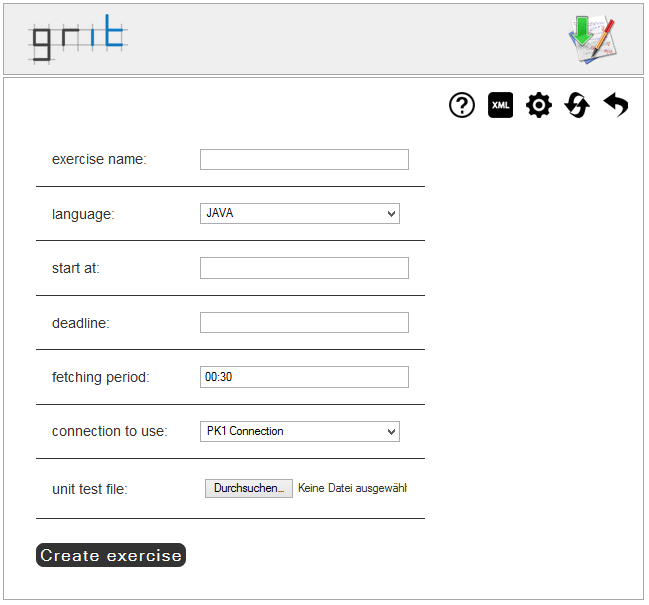 grit
?
XML
exercise name:
language: JAVA
start at:
deadline:
fetching period: 00:30
connection to use: PK1 Connection
unit test file: Durchsuchen... Keine Datei ausgewähl
Create exercise